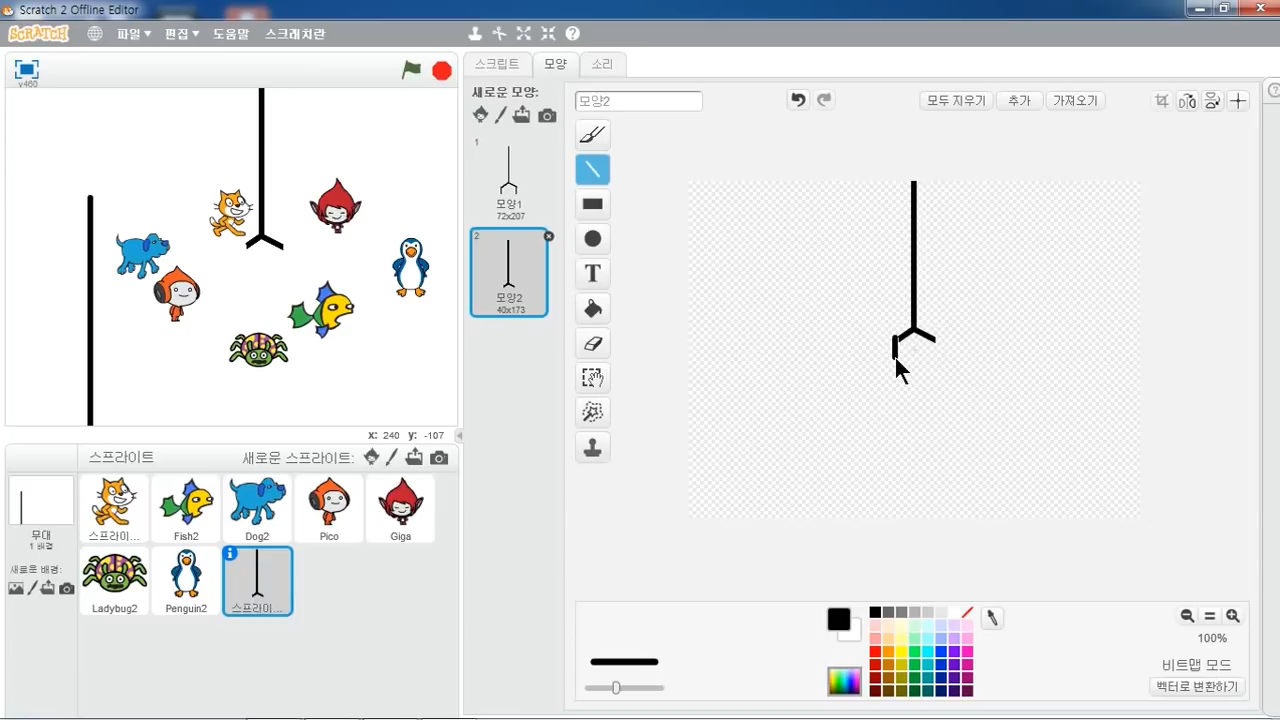 Scratch 2 Offline Editor
SCRATCH 파일▼ 편집▼ 도움말 스크래치란
v460
스크립트 모양 소리
새로운 모양:
1
모양1
72x207
2
모양2
40x173
모양2
모두 지우기 추가 가져오기
T
x: 240 y: -107
스프라이트 새로운 스프라이트:
무대
1 배경
새로운 배경:
스프라이... Fish2 Dog2 Pico Giga
Ladybug2 Penguin2 스프라이...
100%
비트맵 모드
벡터로 변환하기